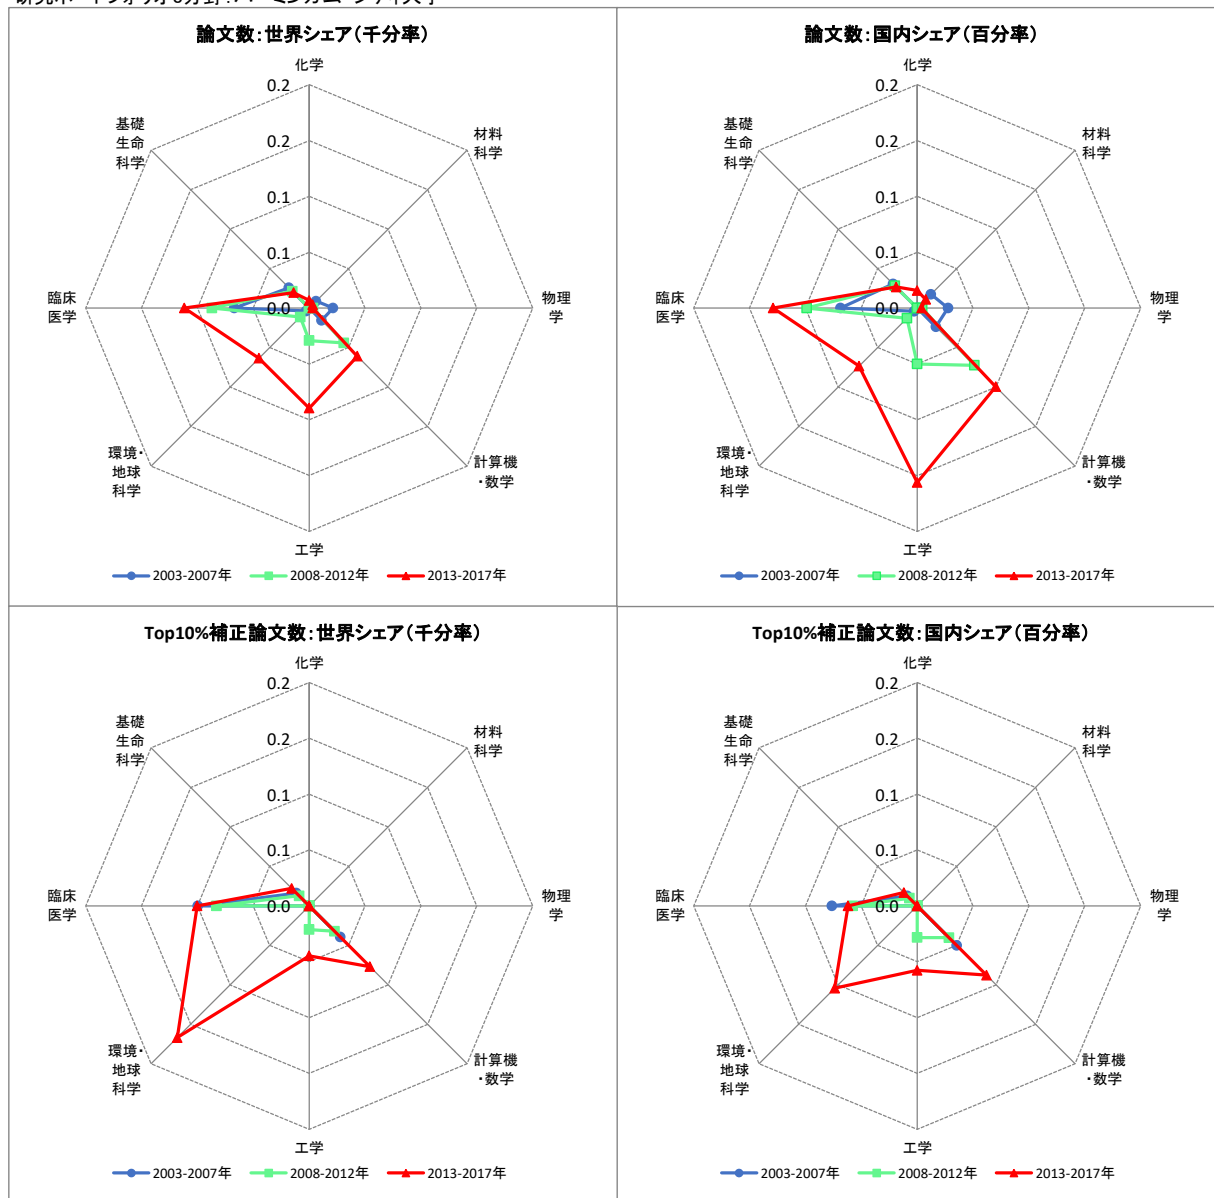 論文数:世界シェア(千分率)
化学
0.2
0.2
0.1
0.1
0.0
材料
科学
物理
学
計算機
・数学
工学
環境・
地球
科学
臨床
医学
基礎
生命
科学
2003-2007年 2008-2012年 2013-2017年
論文数:国内シェア(百分率)
化学
0.2
0.2
0.1
0.1
0.0
材料
科学
物理
学
計算機
・数学
工学
環境・
地球
科学
臨床
医学
基礎
生命
科学
2003-2007年 2008-2012年 2013-2017年
Top10%補正論文数:世界シェア(千分率)
化学
0.2
0.2
0.1
0.1
0.0
材料
科学
物理
学
計算機
・数学
工学
環境・
地球
科学
臨床
医学
基礎
生命
科学
2003-2007年 2008-2012年 2013-2017年
Top10%補正論文数:国内シェア(百分率)
化学
0.2
0.2
0.1
0.1
0.0
材料
科学
物理
学
計算機
・数学
工学
環境・
地球
科学
臨床
医学
基礎
生命
科学
2003-2007年 2008-2012年 2013-2017年